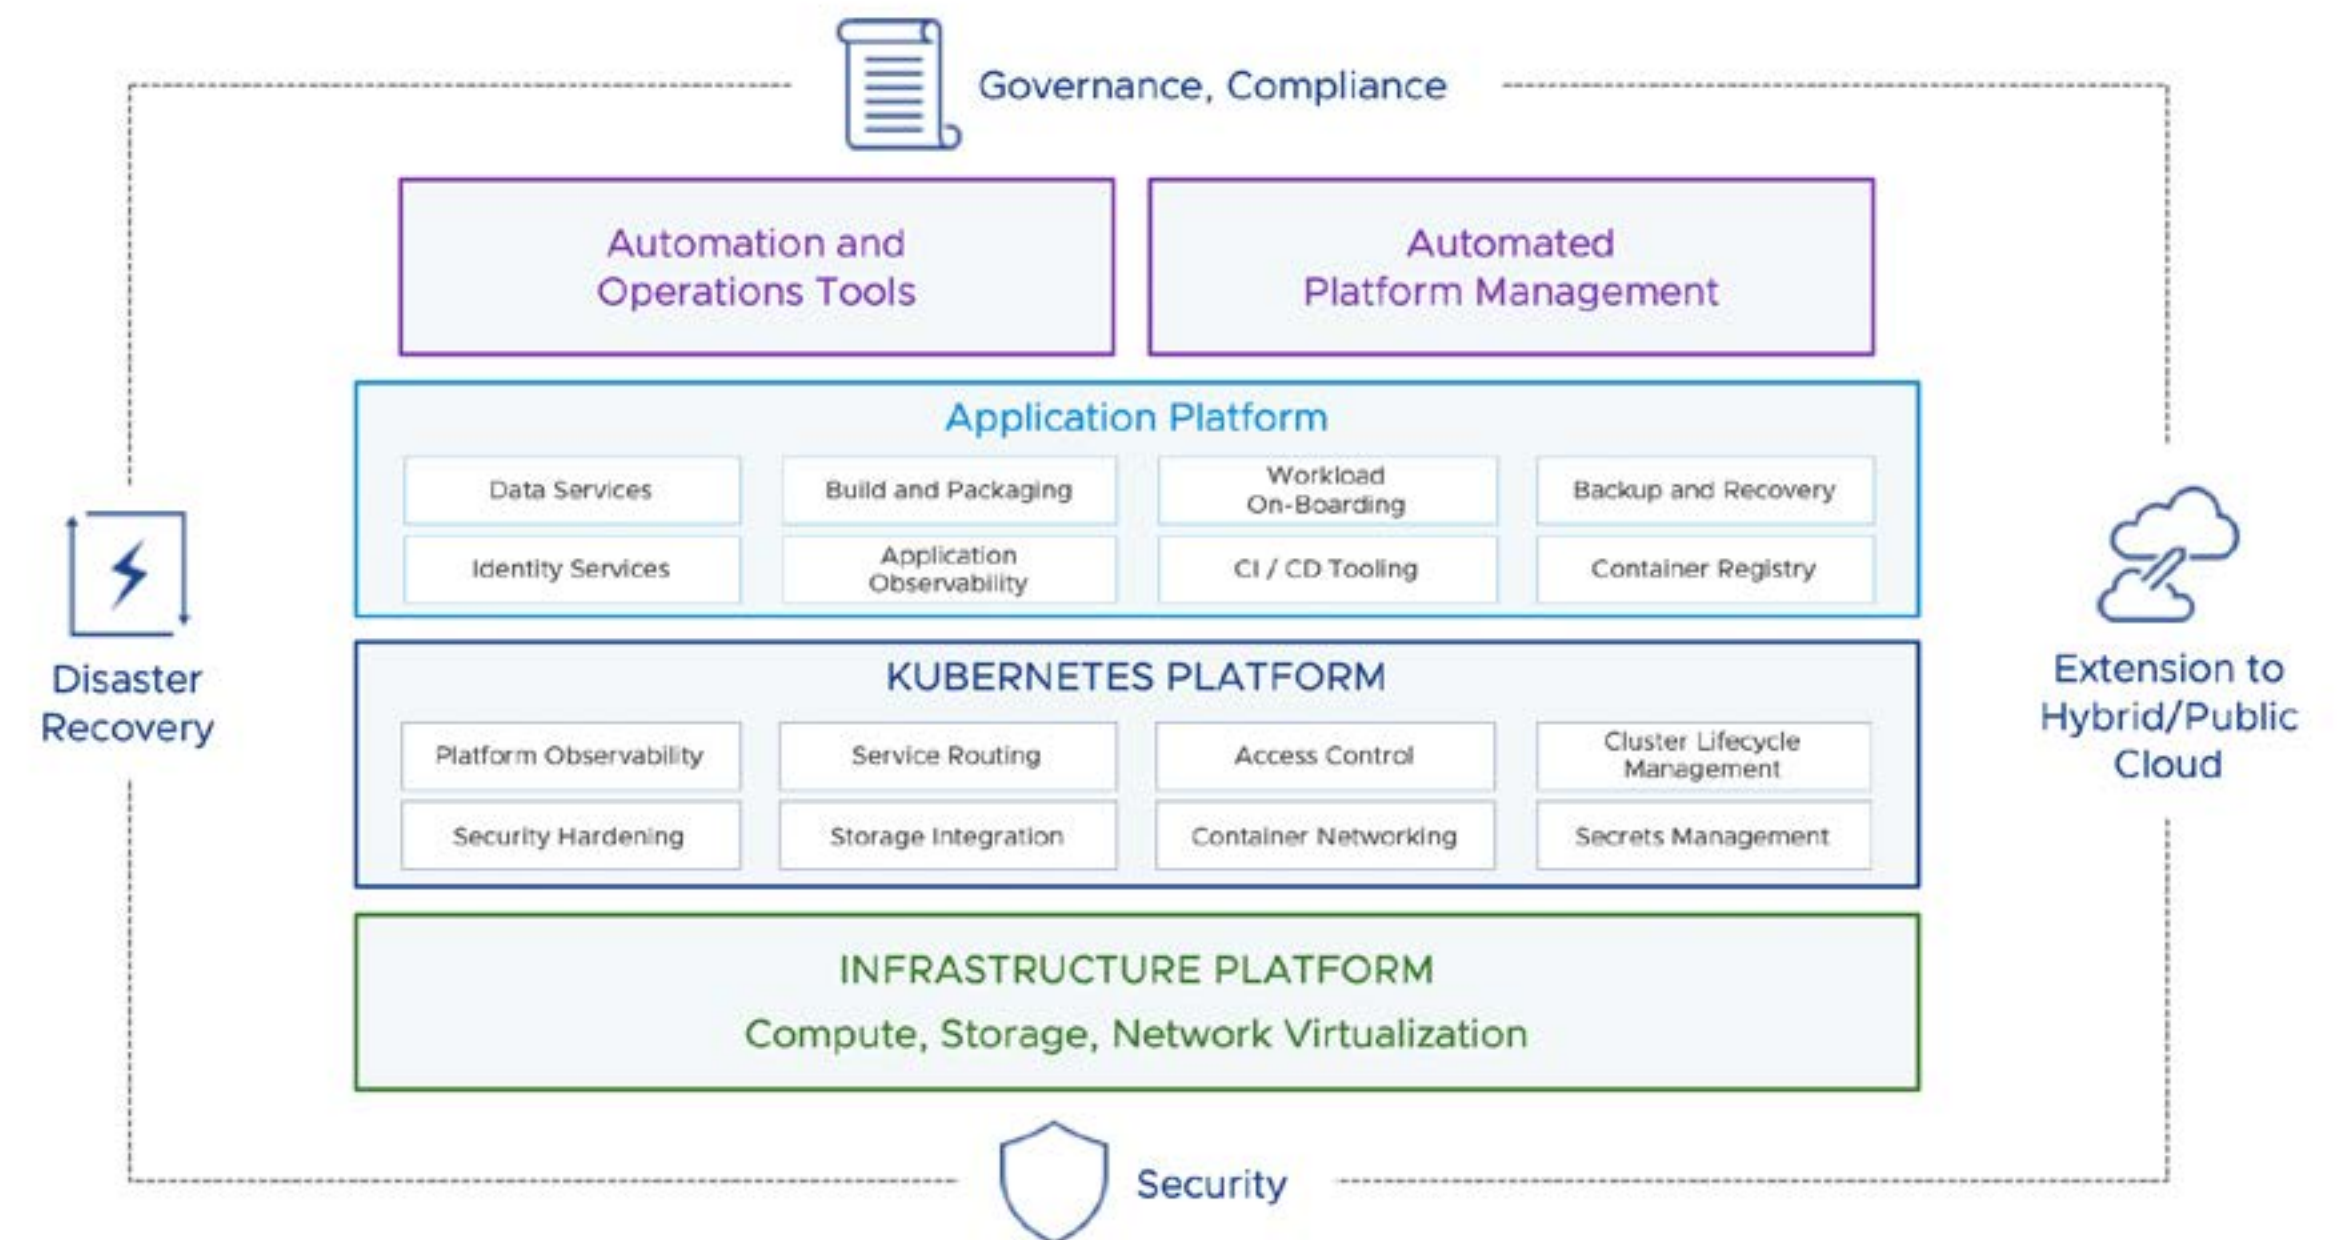 Governance, Compliance
Automation and
Operations Tools
Automated
Platform Management
Application Platform
Data Services
Build and Packaging
Workload
On-Boarding
Backup and Recovery
Identity Services
Application
Observability
CI / CD Tooling
Container Registry
Disaster
Recovery
KUBERNETES PLATFORM
Platform Observability
Service Routing
Access Control
Cluster Lifecycle
Management
Security Hardening
Storage Integration
Container Networking
Secrets Management
Extension to
Hybrid/Public
Cloud
INFRASTRUCTURE PLATFORM
Compute, Storage, Network Virtualization
Security